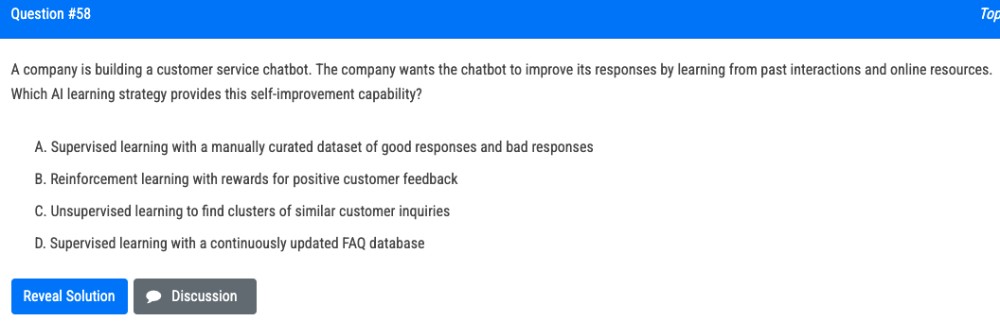 Question #58
Top
A company is building a customer service chatbot. The company wants the chatbot to improve its responses by learning from past interactions and online resources.
Which AI learning strategy provides this self-improvement capability?
A. Supervised learning with a manually curated dataset of good responses and bad responses
B. Reinforcement learning with rewards for positive customer feedback
C. Unsupervised learning to find clusters of similar customer inquiries
D. Supervised learning with a continuously updated FAQ database
Reveal Solution
Discussion